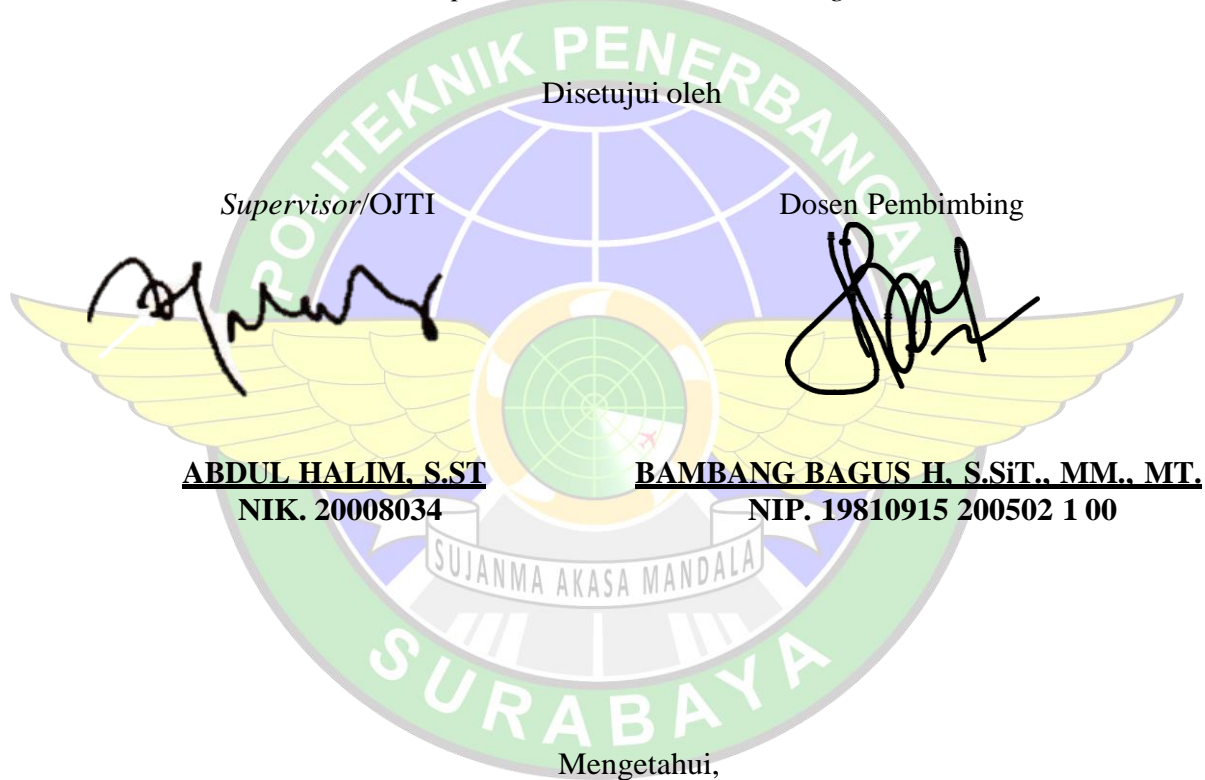 POLITEKNIK PENERBANGAN
Disetujui oleh
Supervisor/OJTI
Dosen Pembimbing
ABDUL HALIM, S.ST
NIK. 20008034
BAMBANG BAGUS H, S.SiT., MM., MT.
NIP. 19810915 200502 1 00
SUJANMA AKASA MANDALA
SURABAYA
Mengetahui,